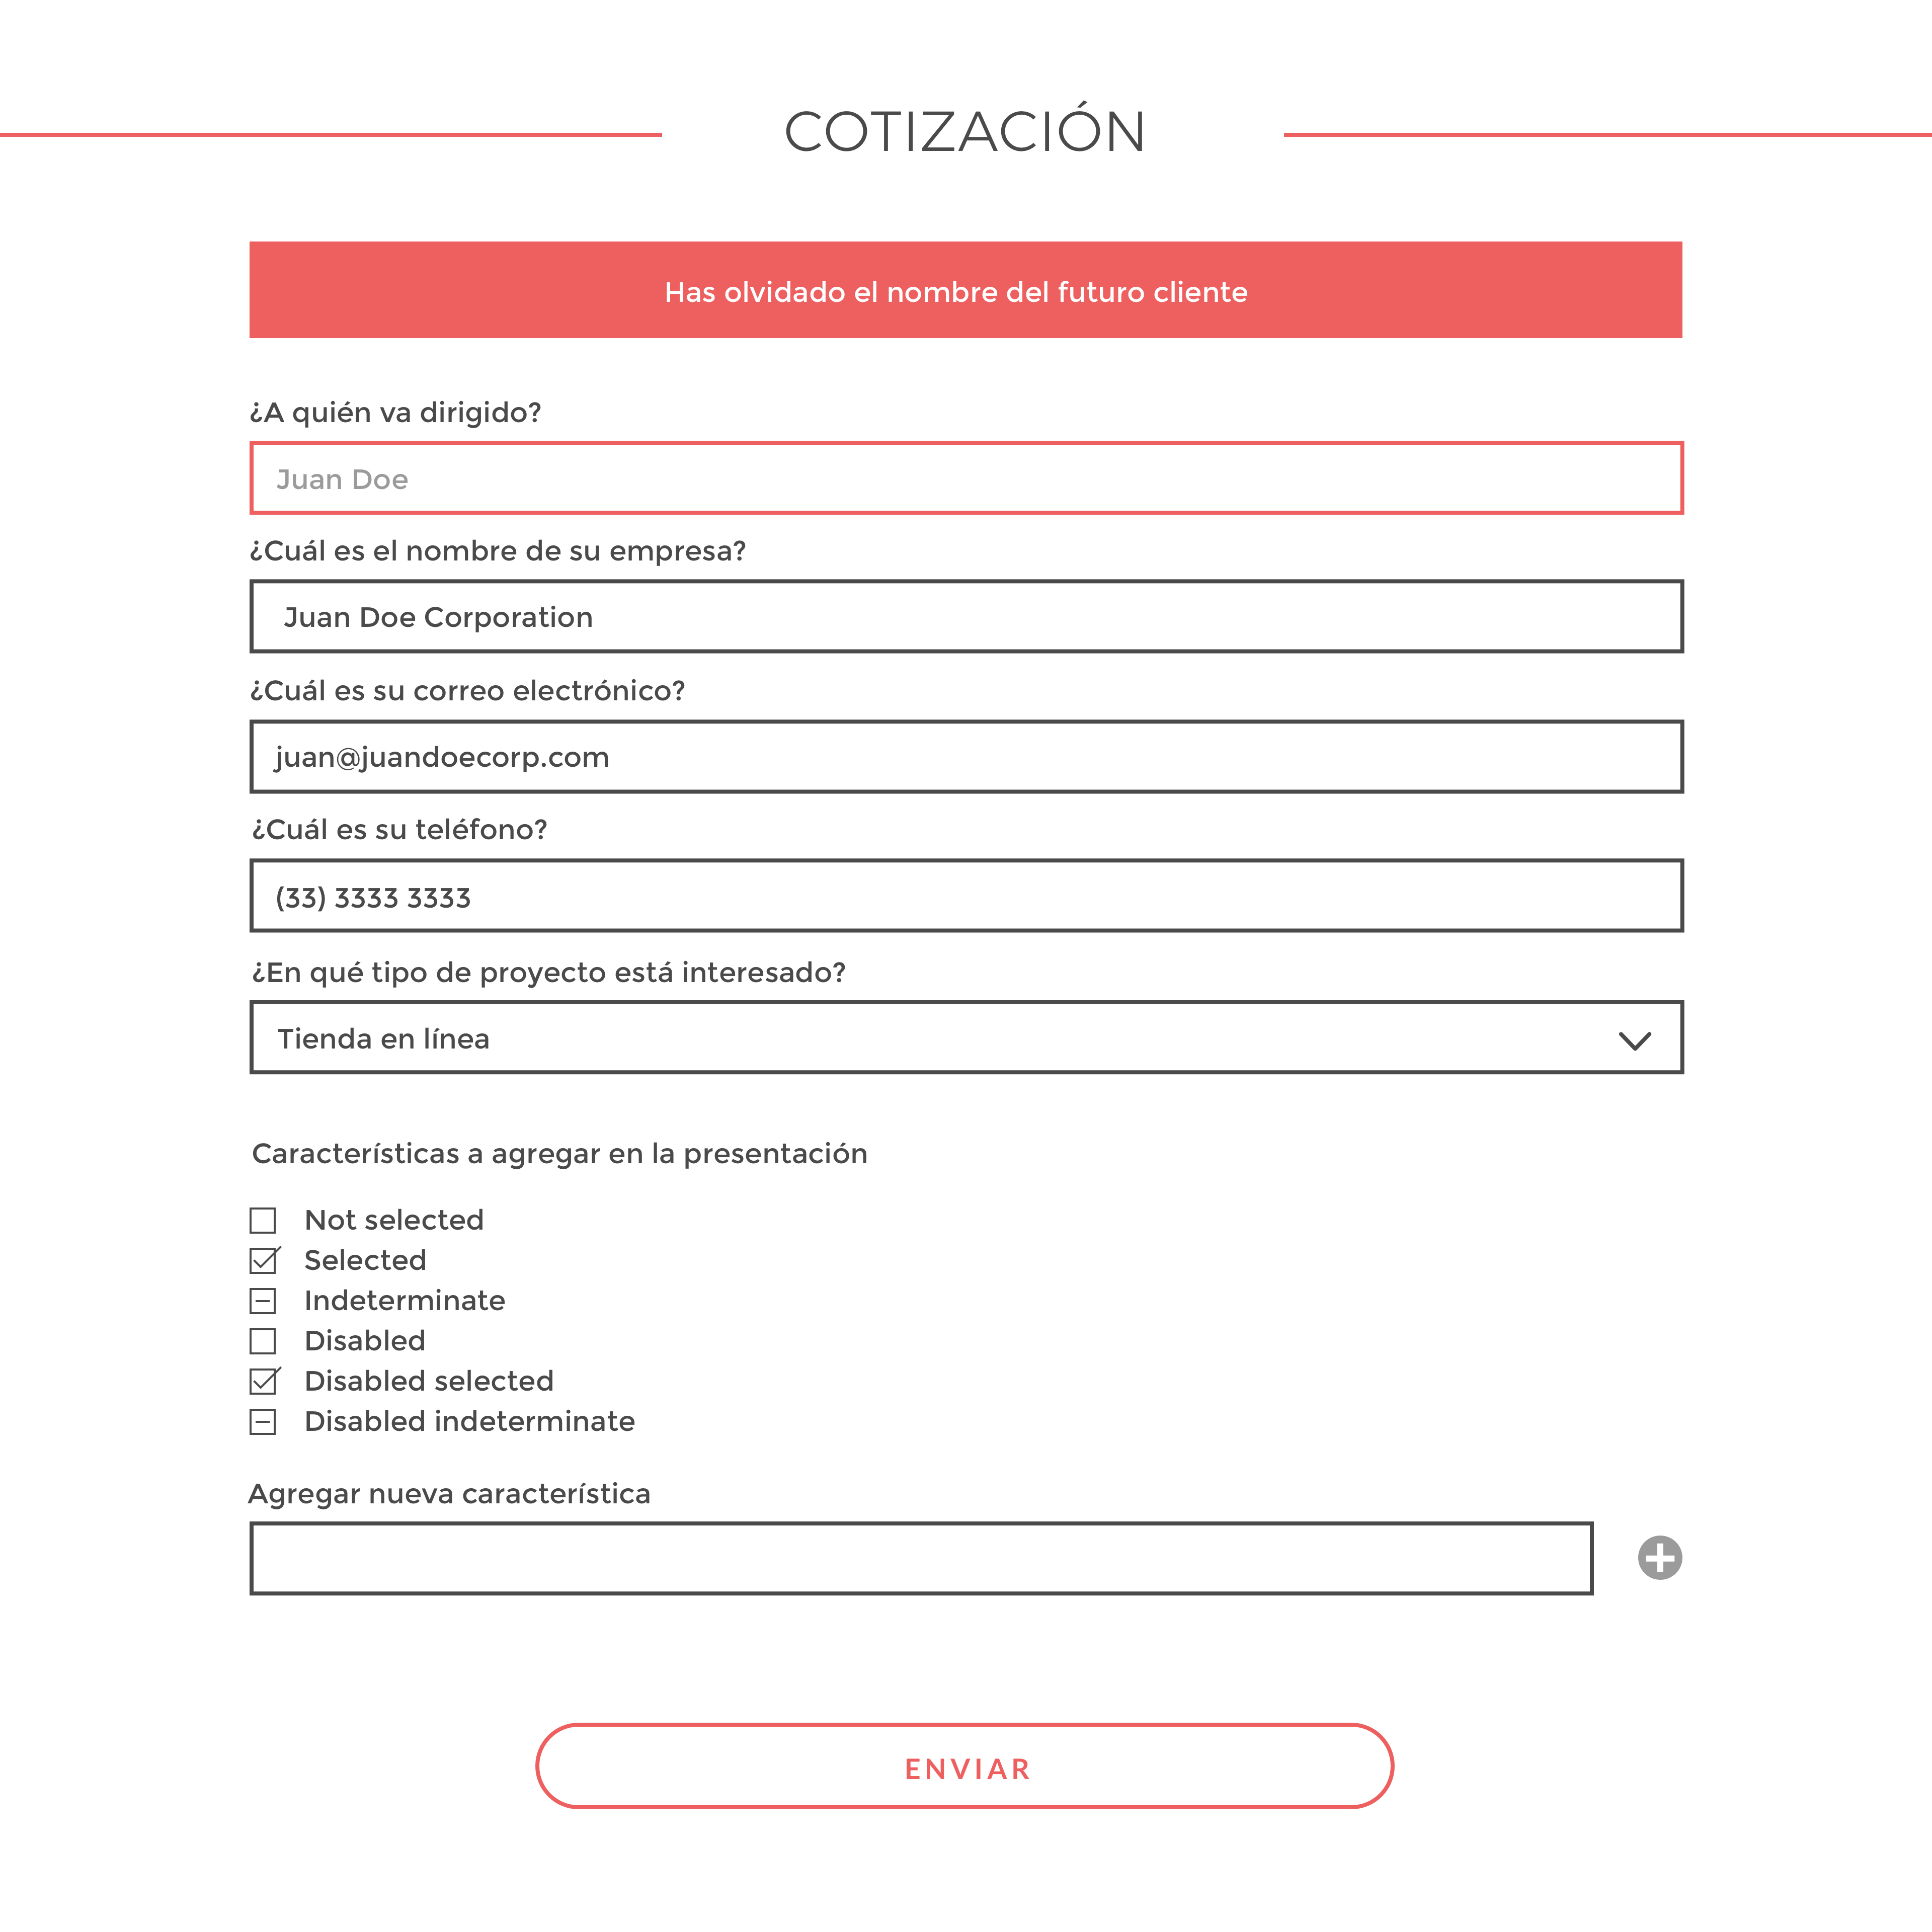 COTIZACIÓN
Has olvidado el nombre del futuro cliente
¿A quién va dirigido?
Juan Doe
¿Cuál es el nombre de su empresa?
Juan Doe Corporation
¿Cuál es su correo electrónico?
juan@juandoecorp.com
¿Cuál es su teléfono?
(33) 3333 3333
¿En qué tipo de proyecto está interesado?
Tienda en línea
Características a agregar en la presentación
Not selected
Selected
Indeterminate
Disabled
Disabled selected
Disabled indeterminate
Agregar nueva característica
ENVIAR